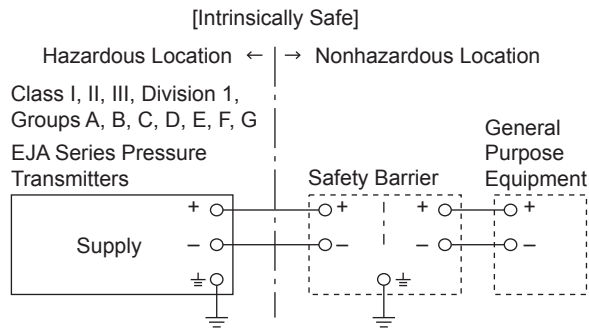 [Intrinsically Safe]
Hazardous Location ← → Nonhazardous Location
Class I, II, III, Division 1,
Groups A, B, C, D, E, F, G
EJA Series Pressure
Transmitters
Safety Barrier
General
Purpose
Equipment
+ + + +
Supply
– – – –